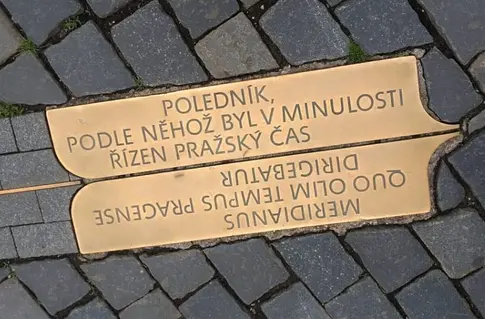 POLEDNÍK,
PODLE NĚHOŽ BYL V MINULOSTI
ŘÍZEN PRAŽSKÝ ČAS
MERIDIANUS
QUO OLIM TEMPUS PRAGENSE
DIRIGEBATUR